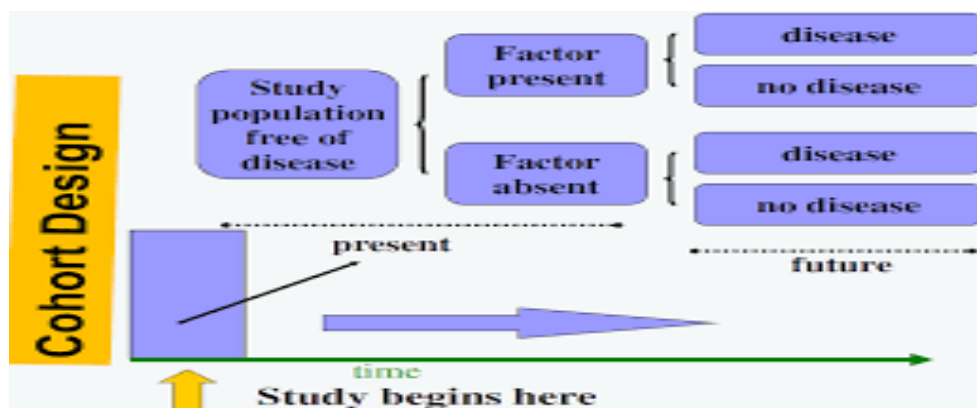 Cohort Design
Study
population
free of
disease
Factor
present
Factor
absent
disease
no disease
disease
no disease
present
future
time
Study begins here